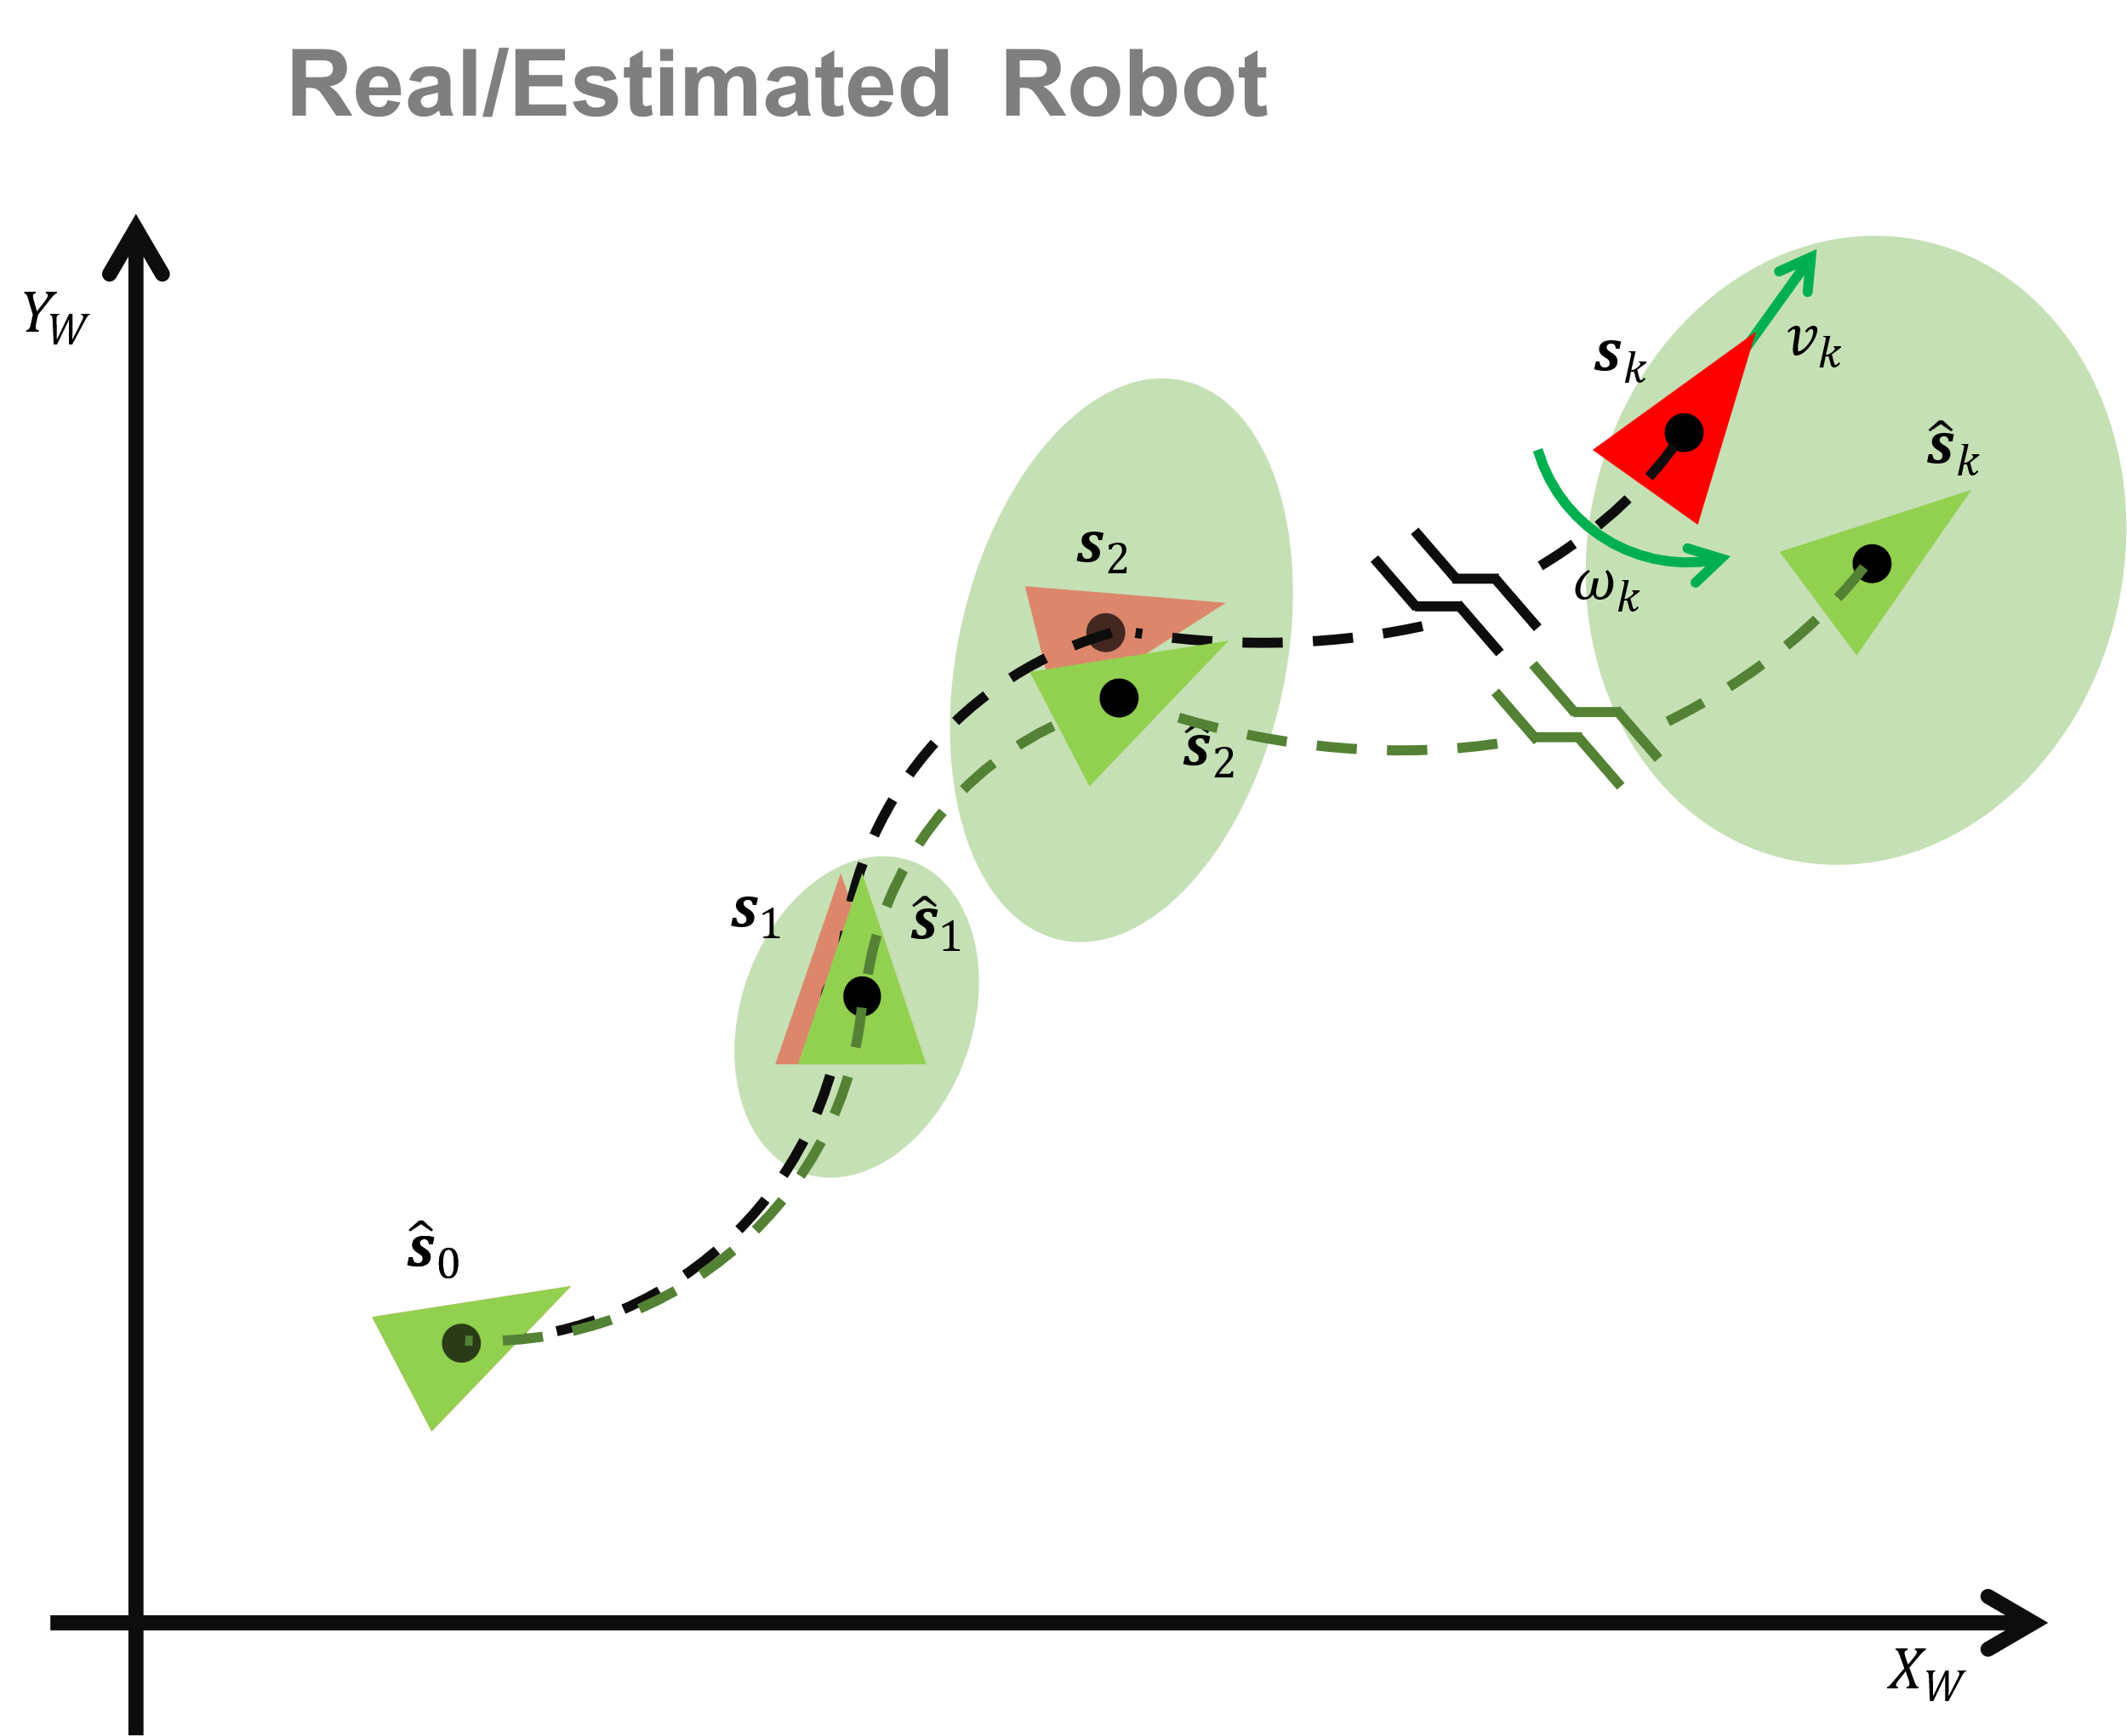 Real/Estimated Robot
Y_W
s_k
v_k
ŝ_k
s_2
ω_k
ŝ_2
s_1
ŝ_1
ŝ_0
X_W